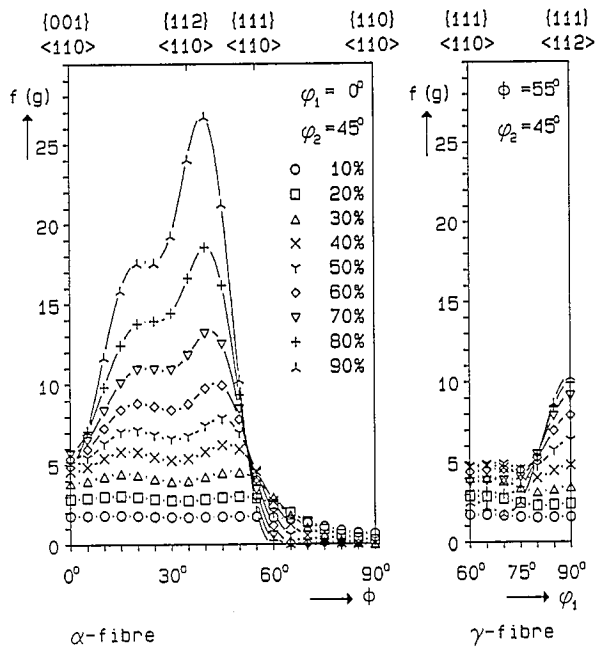 {001} {112} {111} {110} {111} {111}
<110> <110> <110> <110> <110> <112>
f (g)
φ₁ = 0°
φ₂ = 45°
10%
20%
30%
40%
50%
60%
70%
80%
90%
25
20
15
10
5
0
0° 30° 60° 90°
Φ
α-fibre
f (g)
Φ = 55°
φ₂ = 45°
25
20
15
10
5
0
60° 75° 90°
φ₁
γ-fibre